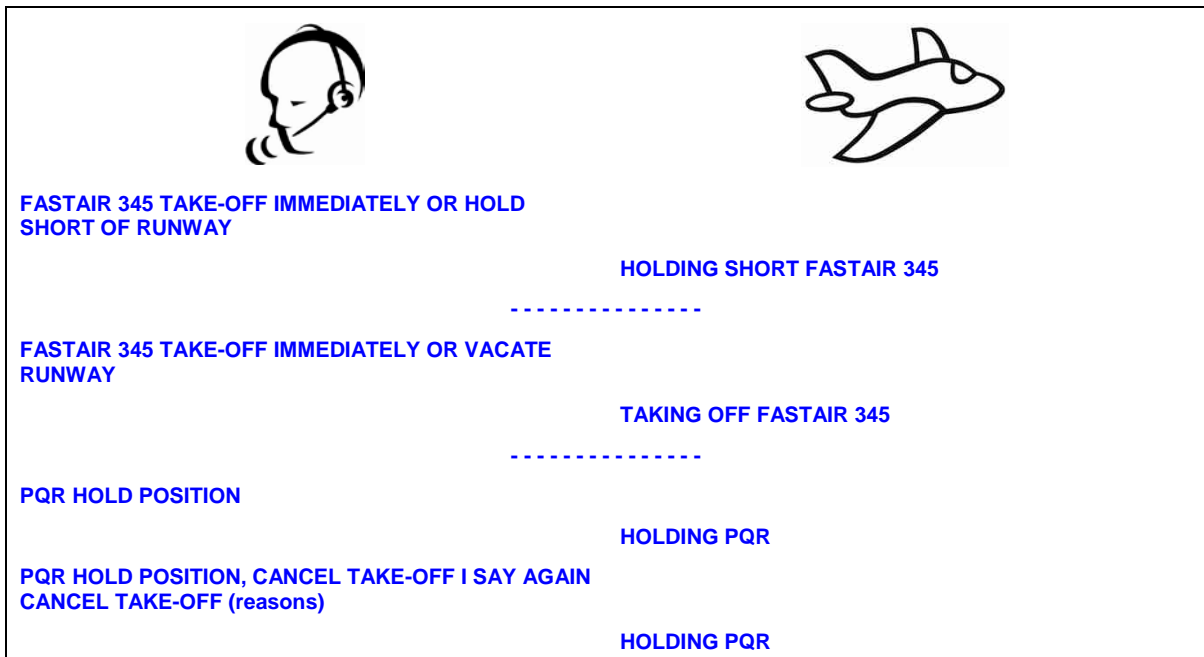 FASTAIR 345 TAKE-OFF IMMEDIATELY OR HOLD
SHORT OF RUNWAY
HOLDING SHORT FASTAIR 345
- - - - - - - - - - - - - - -
FASTAIR 345 TAKE-OFF IMMEDIATELY OR VACATE
RUNWAY
TAKING OFF FASTAIR 345
- - - - - - - - - - - - - - -
PQR HOLD POSITION
HOLDING PQR
PQR HOLD POSITION, CANCEL TAKE-OFF I SAY AGAIN
CANCEL TAKE-OFF (reasons)
HOLDING PQR